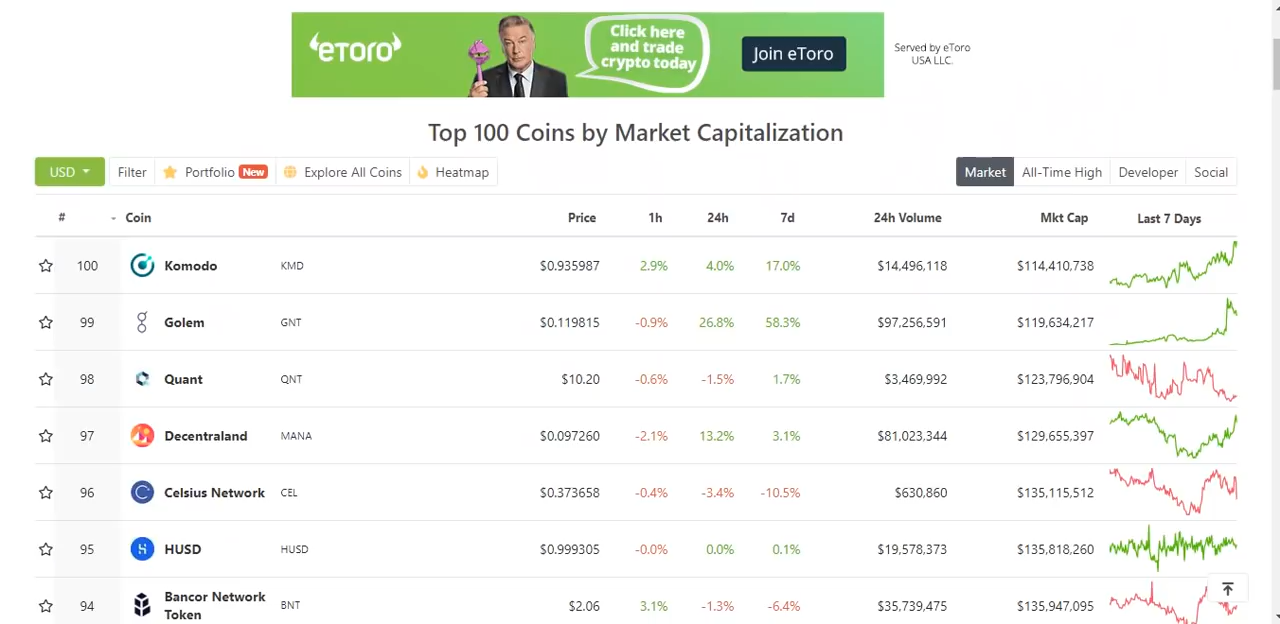 eToro
Click here
and trade
crypto today
Join eToro
Served by eToro
USA LLC.
Top 100 Coins by Market Capitalization
USD Filter Portfolio New Explore All Coins Heatmap Market All-Time High Developer Social
# Coin Price 1h 24h 7d 24h Volume Mkt Cap Last 7 Days
100 Komodo KMD $0.935987 2.9% 4.0% 17.0% $14,496,118 $114,410,738
99 Golem GNT $0.119815 -0.9% 26.8% 58.3% $97,256,591 $119,634,217
98 Quant QNT $10.20 -0.6% -1.5% 1.7% $3,469,992 $123,796,904
97 Decentraland MANA $0.097260 -2.1% 13.2% 3.1% $81,023,344 $129,655,397
96 Celsius Network CEL $0.373658 -0.4% -3.4% -10.5% $630,860 $135,115,512
95 HUSD HUSD $0.999305 -0.0% 0.0% 0.1% $19,578,373 $135,818,260
94 Bancor Network Token BNT $2.06 3.1% -1.3% -6.4% $35,739,475 $135,947,095